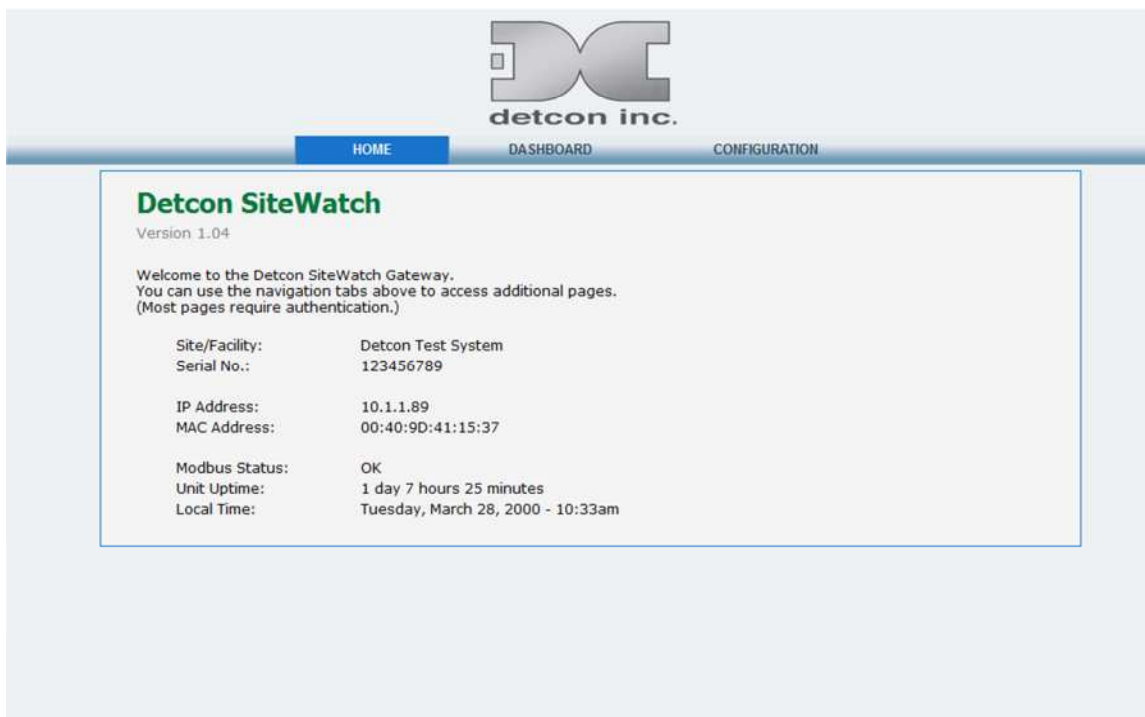 detcon inc.
HOME DASHBOARD CONFIGURATION
Detcon SiteWatch
Version 1.04
Welcome to the Detcon SiteWatch Gateway.
You can use the navigation tabs above to access additional pages.
(Most pages require authentication.)
Site/Facility: Detcon Test System
Serial No.: 123456789
IP Address: 10.1.1.89
MAC Address: 00:40:9D:41:15:37
Modbus Status: OK
Unit Uptime: 1 day 7 hours 25 minutes
Local Time: Tuesday, March 28, 2000 - 10:33am